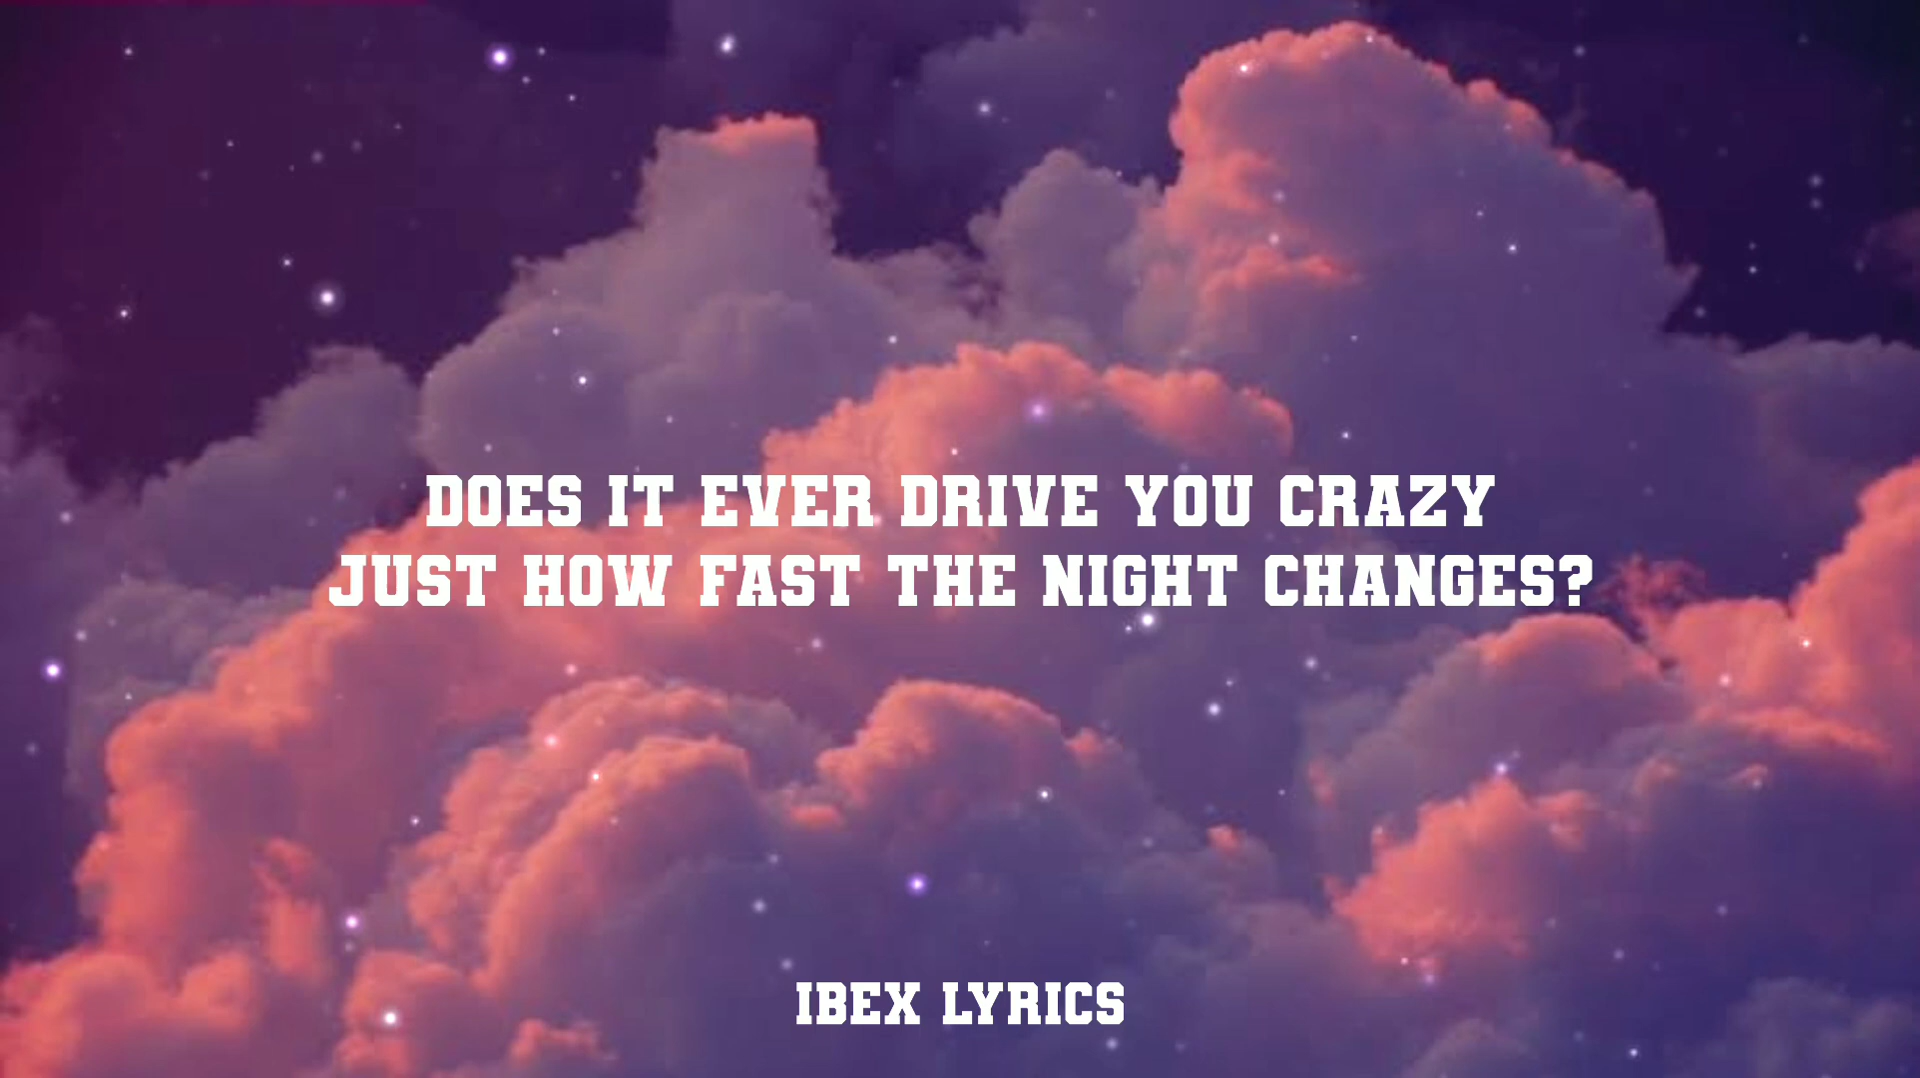 DOES IT EVER DRIVE YOU CRAZY
JUST HOW FAST THE NIGHT CHANGES?
IBEX LYRICS